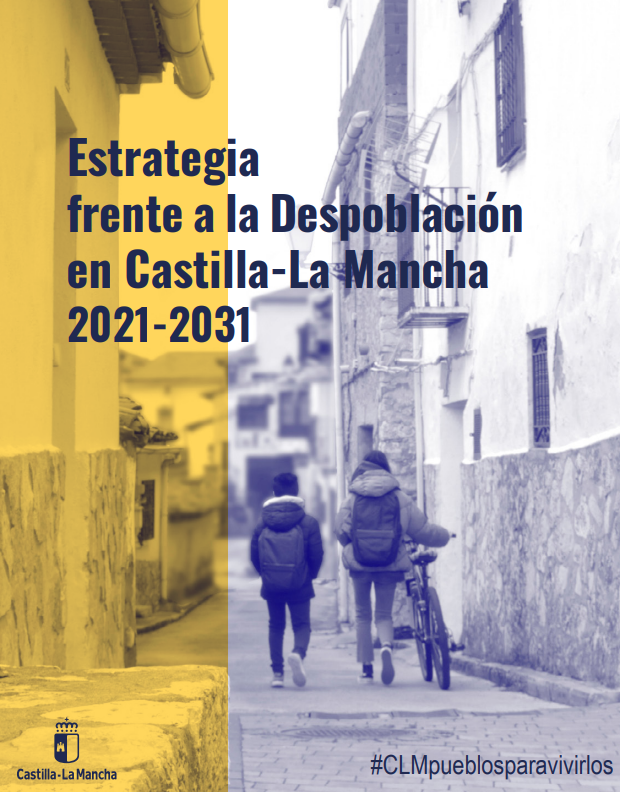 Estrategia
frente a la Despoblación
en Castilla-La Mancha
2021-2031
Castilla-La Mancha
#CLMpueblosparavivirlos